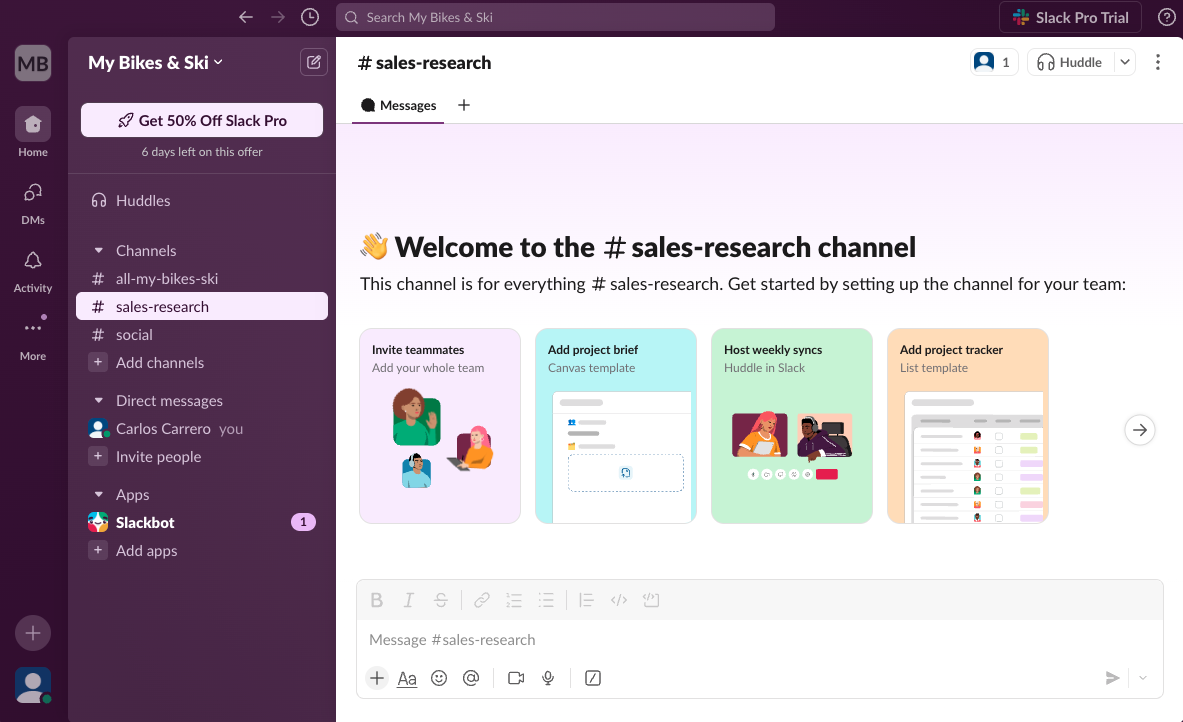 Search My Bikes & Ski
Slack Pro Trial
MB
Home
DMs
Activity
More
My Bikes & Ski
Get 50% Off Slack Pro
6 days left on this offer
Huddles
Channels
# all-my-bikes-ski
# sales-research
# social
+ Add channels
Direct messages
Carlos Carrero you
+ Invite people
Apps
Slackbot 1
+ Add apps
# sales-research
1
Huddle
Messages
+
👋 Welcome to the # sales-research channel
This channel is for everything # sales-research. Get started by setting up the channel for your team:
Invite teammates
Add your whole team
Add project brief
Canvas template
Host weekly syncs
Huddle in Slack
Add project tracker
List template
B I S
Message #sales-research
+ Aa @